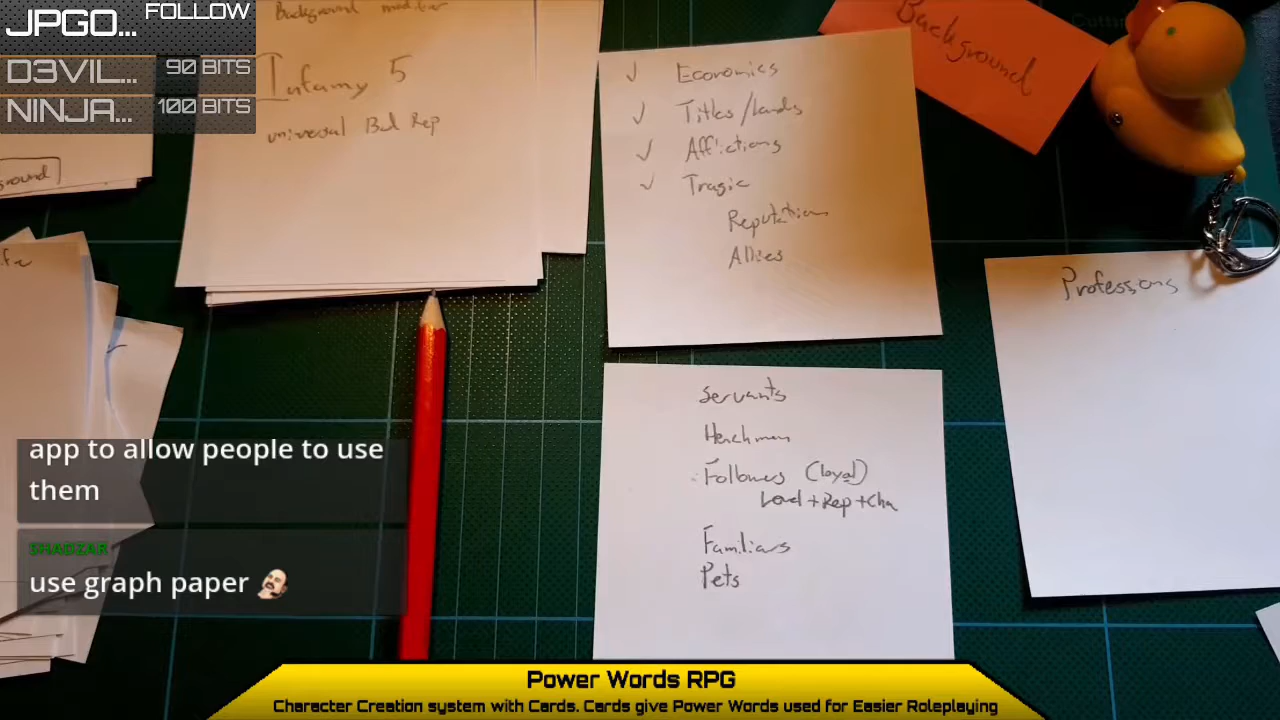 JPGO...
FOLLOW
D3VIL...
90 BITS
NINJA...
100 BITS
Background modifier
Infamy 5
universal Bad Rep
✓ Economics
✓ Titles/lands
✓ Afflictions
✓ Tragic
Reputation
Allies
Background
Professions
Servants
Henchmen
Followers (loyal)
Level + Rep + Cha
Familiars
Pets
app to allow people to use
them
SHADZAR
use graph paper
Power Words RPG
Character Creation system with Cards. Cards give Power Words used for Easier Roleplaying